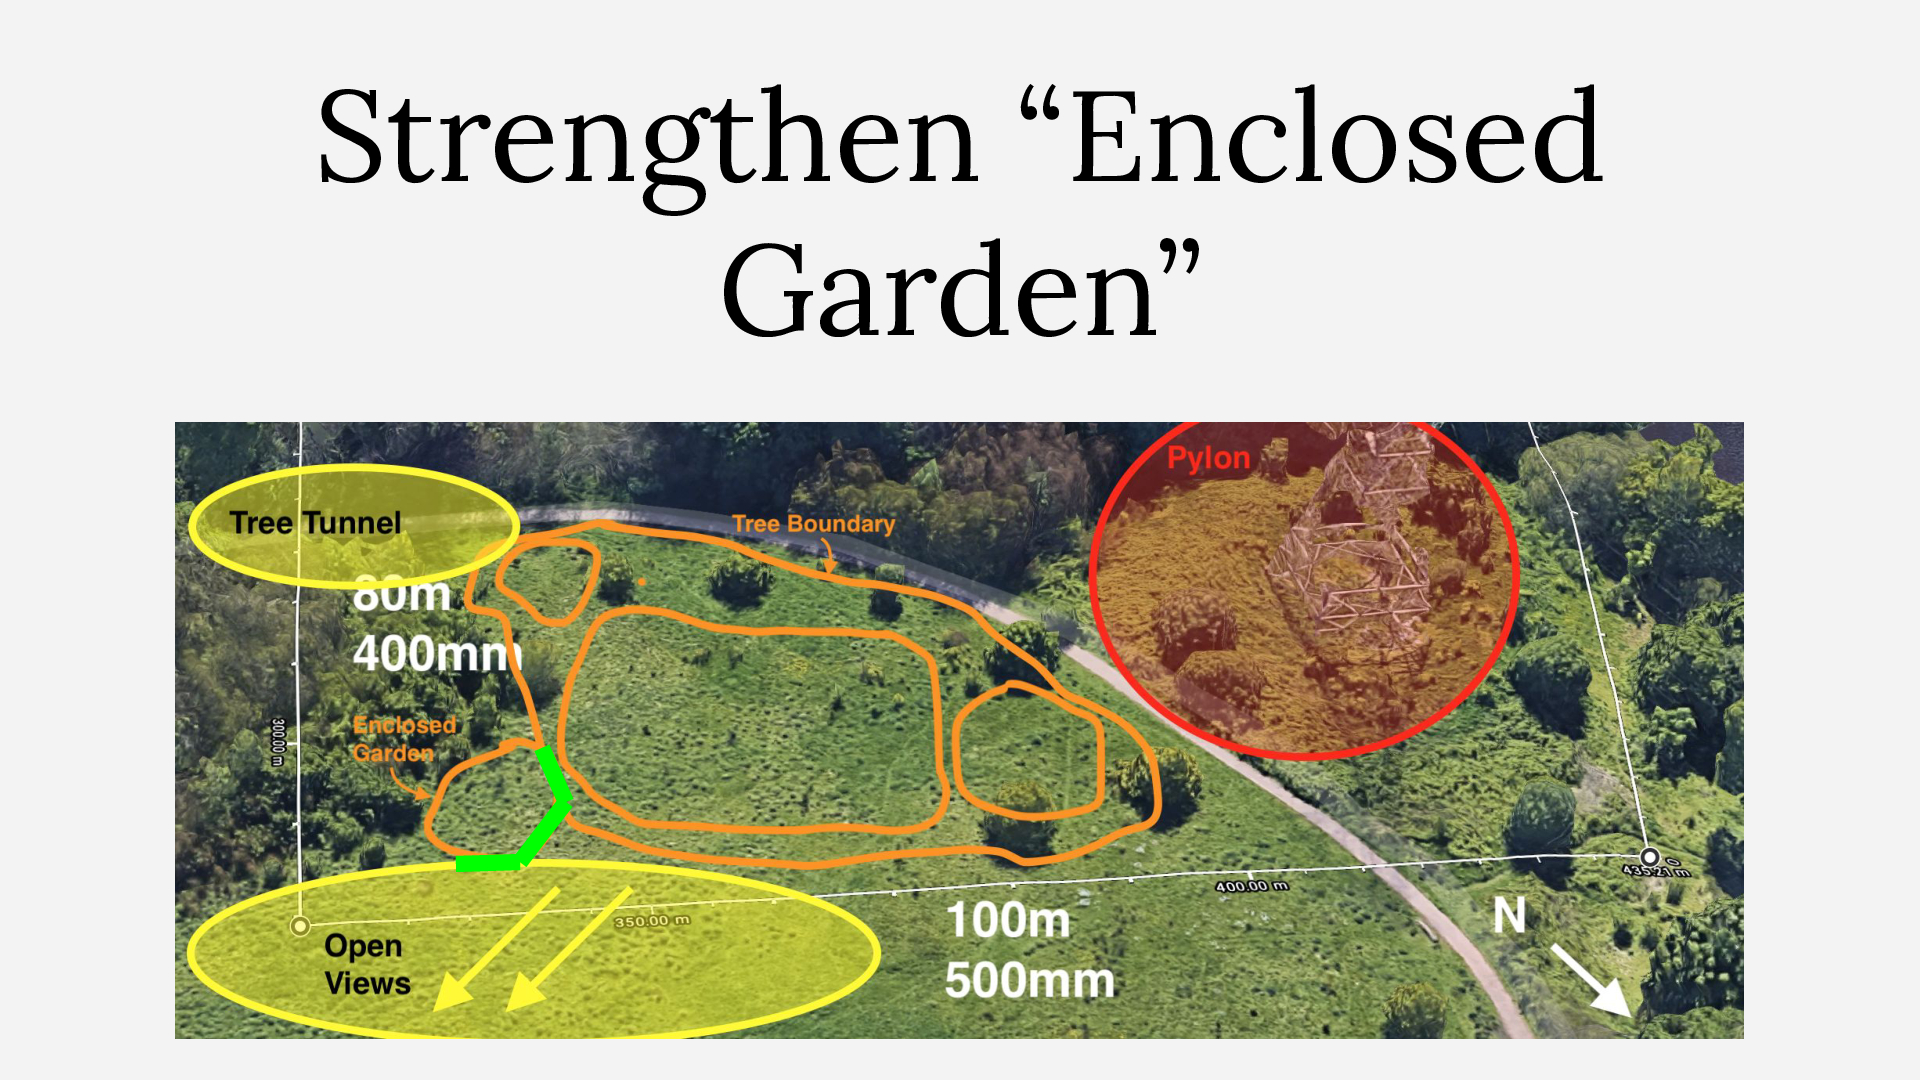 Strengthen “Enclosed
Garden”
Pylon
Tree Tunnel
Tree Boundary
80m
400mm
Enclosed
Garden
300.00 m
435.21 m
400.00 m
350.00 m
100m
500mm
N
Open
Views